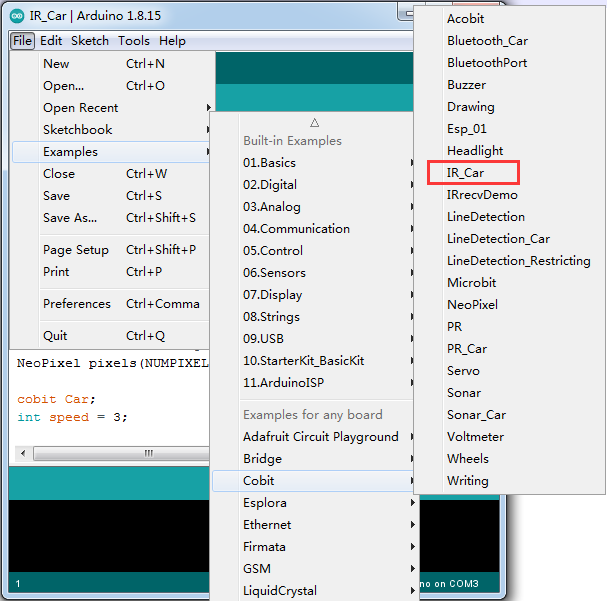 IR_Car | Arduino 1.8.15
File Edit Sketch Tools Help
New Ctrl+N
Open... Ctrl+O
Open Recent
Sketchbook
Examples
Close Ctrl+W
Save Ctrl+S
Save As... Ctrl+Shift+S
Page Setup Ctrl+Shift+P
Print Ctrl+P
Preferences Ctrl+Comma
Quit Ctrl+Q
NeoPixel pixels(NUMPIXEL
cobit Car;
int speed = 3;
1
Built-in Examples
01.Basics
02.Digital
03.Analog
04.Communication
05.Control
06.Sensors
07.Display
08.Strings
09.USB
10.StarterKit_BasicKit
11.ArduinoISP
Examples for any board
Adafruit Circuit Playground
Bridge
Cobit
Esplora
Ethernet
Firmata
GSM
LiquidCrystal
Acobit
Bluetooth_Car
BluetoothPort
Buzzer
Drawing
Esp_01
Headlight
IR_Car
IRrecvDemo
LineDetection
LineDetection_Car
LineDetection_Restricting
Microbit
NeoPixel
PR
PR_Car
Servo
Sonar
Sonar_Car
Voltmeter
Wheels
Writing
no on COM3